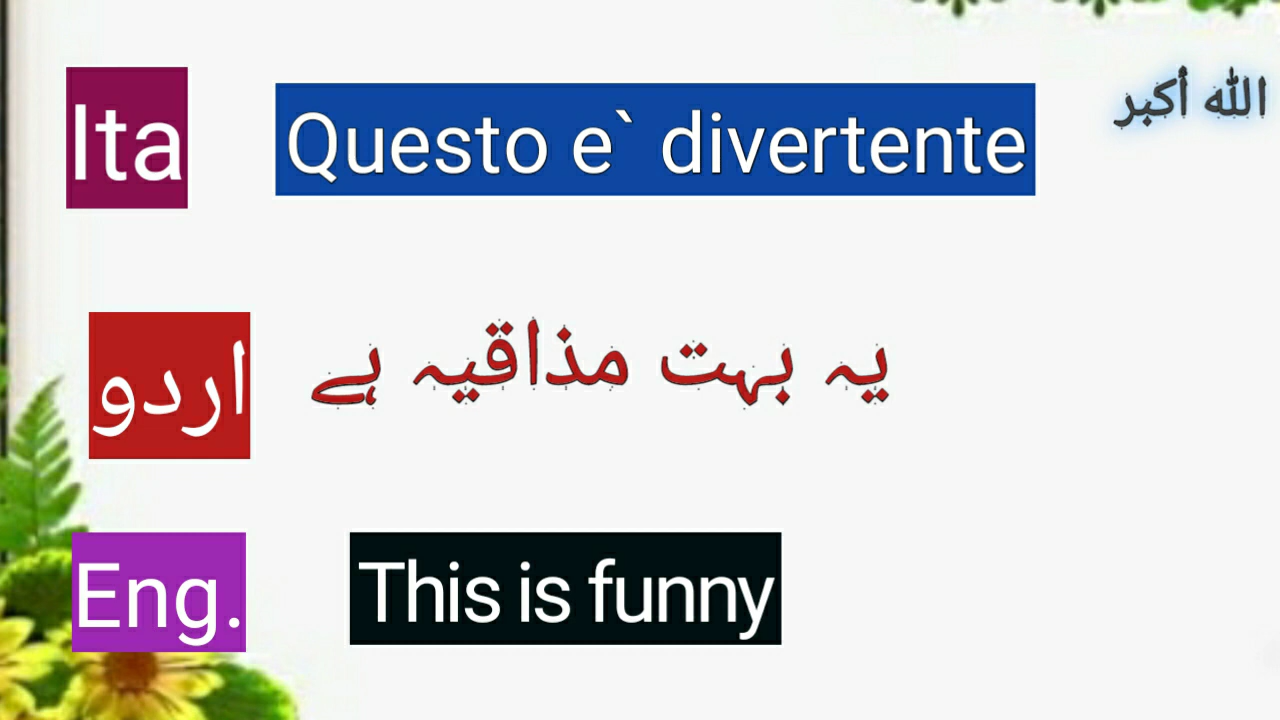 Ita Questo e` divertente
الله أكبر
اردو یہ بہت مذاقیہ ہے
Eng. This is funny